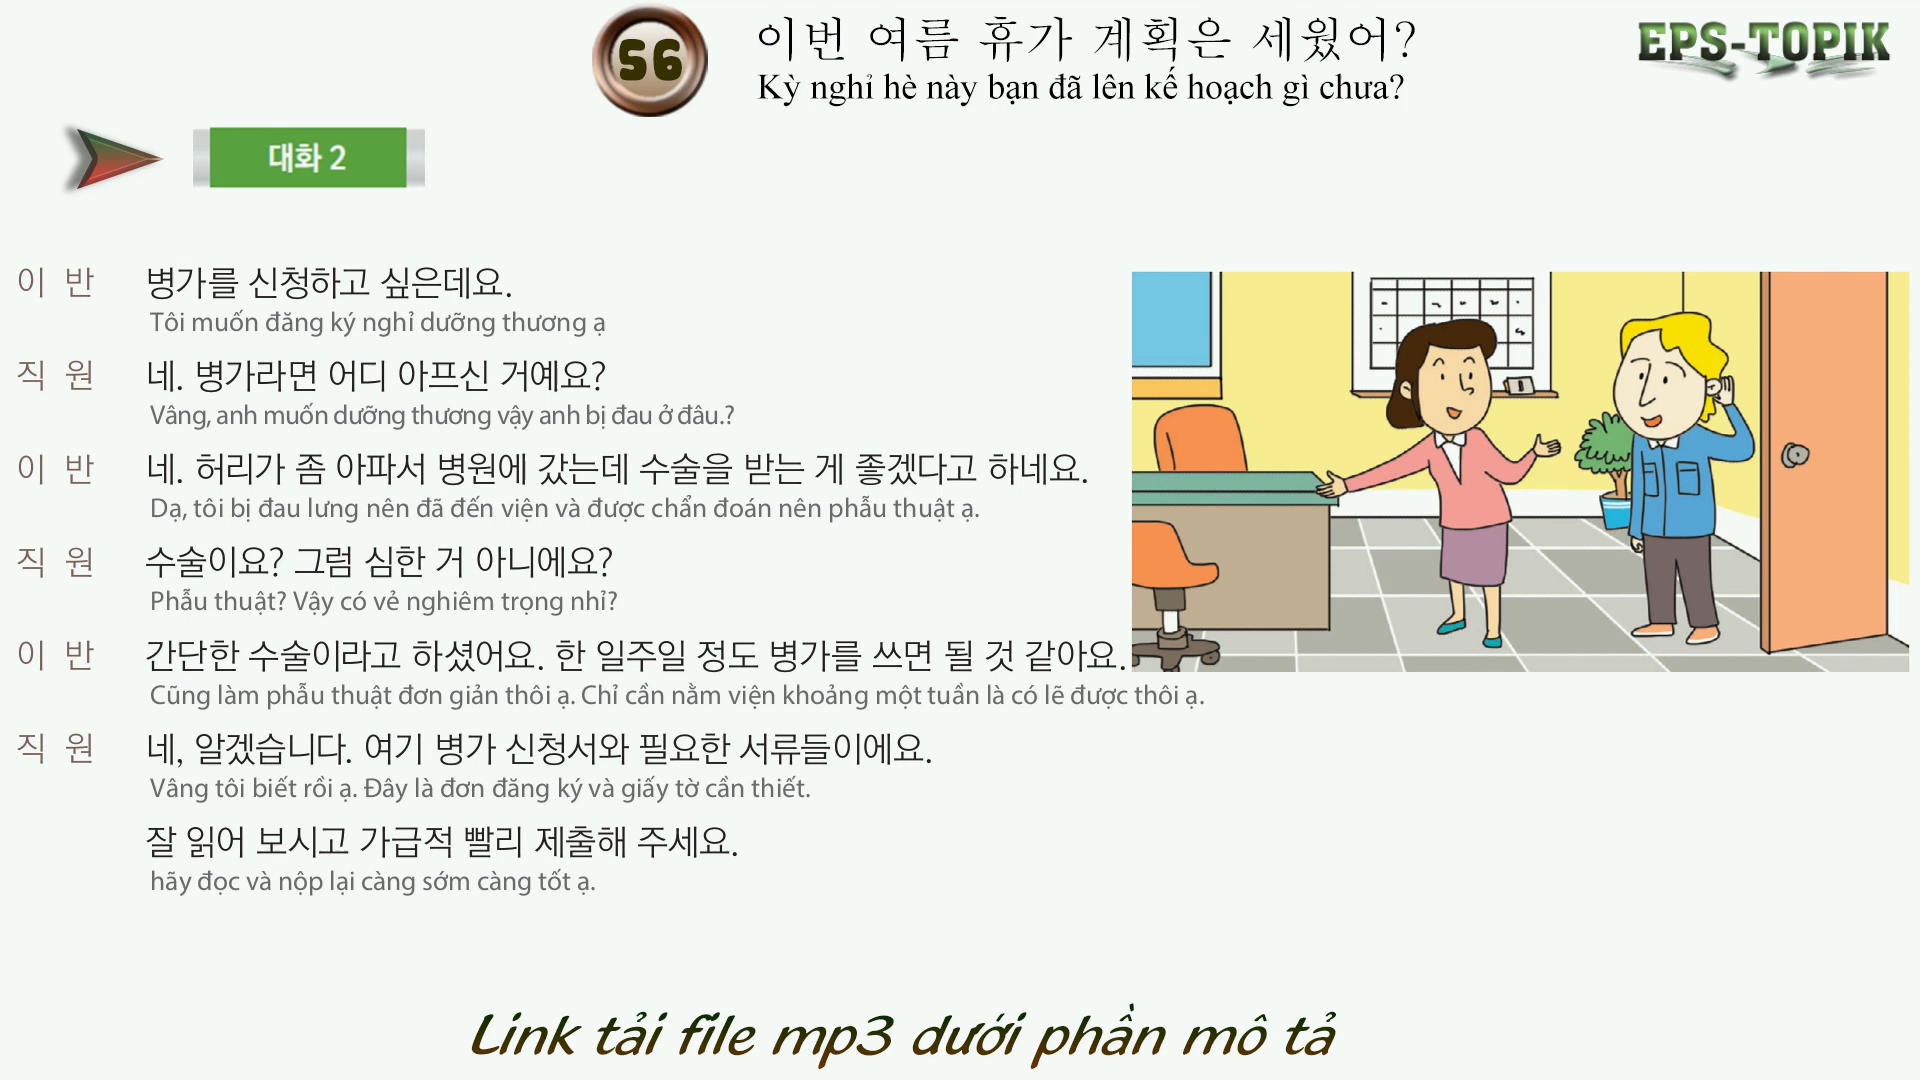 56
이번 여름 휴가 계획은 세웠어?
Kỳ nghỉ hè này bạn đã lên kế hoạch gì chưa?
EPS-TOPIK
대화 2
이 반 병가를 신청하고 싶은데요.
Tôi muốn đăng ký nghỉ dưỡng thương ạ
직 원 네. 병가라면 어디 아프신 거예요?
Vâng, anh muốn dưỡng thương vậy anh bị đau ở đâu.?
이 반 네. 허리가 좀 아파서 병원에 갔는데 수술을 받는 게 좋겠다고 하네요.
Dạ, tôi bị đau lưng nên đã đến viện và được chẩn đoán nên phẫu thuật ạ.
직 원 수술이요? 그럼 심한 거 아니에요?
Phẫu thuật? Vậy có vẻ nghiêm trọng nhỉ?
이 반 간단한 수술이라고 하셨어요. 한 일주일 정도 병가를 쓰면 될 것 같아요.
Cũng làm phẫu thuật đơn giản thôi ạ. Chỉ cần nằm viện khoảng một tuần là có lẽ được thôi ạ.
직 원 네, 알겠습니다. 여기 병가 신청서와 필요한 서류들이에요.
Vâng tôi biết rồi ạ. Đây là đơn đăng ký và giấy tờ cần thiết.
잘 읽어 보시고 가급적 빨리 제출해 주세요.
hãy đọc và nộp lại càng sớm càng tốt ạ.
Link tải file mp3 dưới phần mô tả